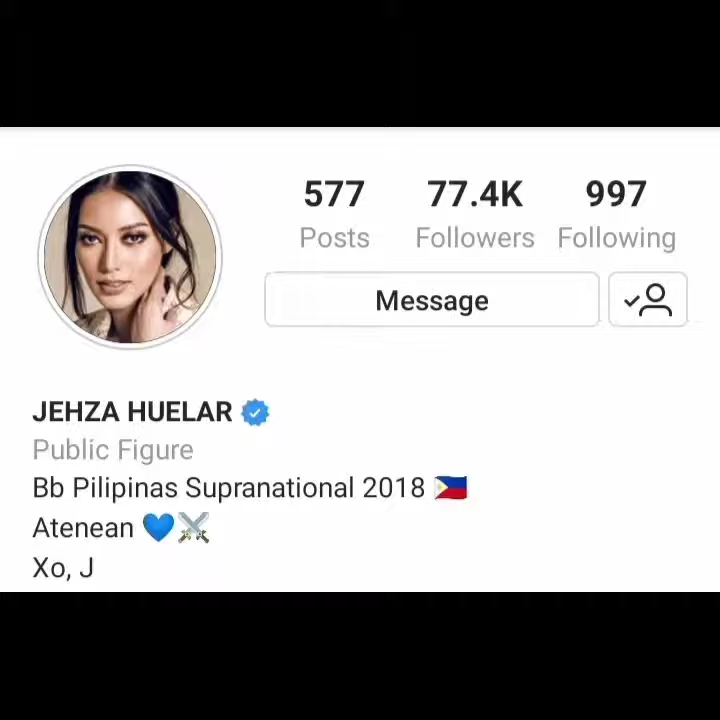 577 77.4K 997
Posts Followers Following
Message
JEHZA HUELAR
Public Figure
Bb Pilipinas Supranational 2018 🇵🇭
Atenean 💙⚔️
Xo, J